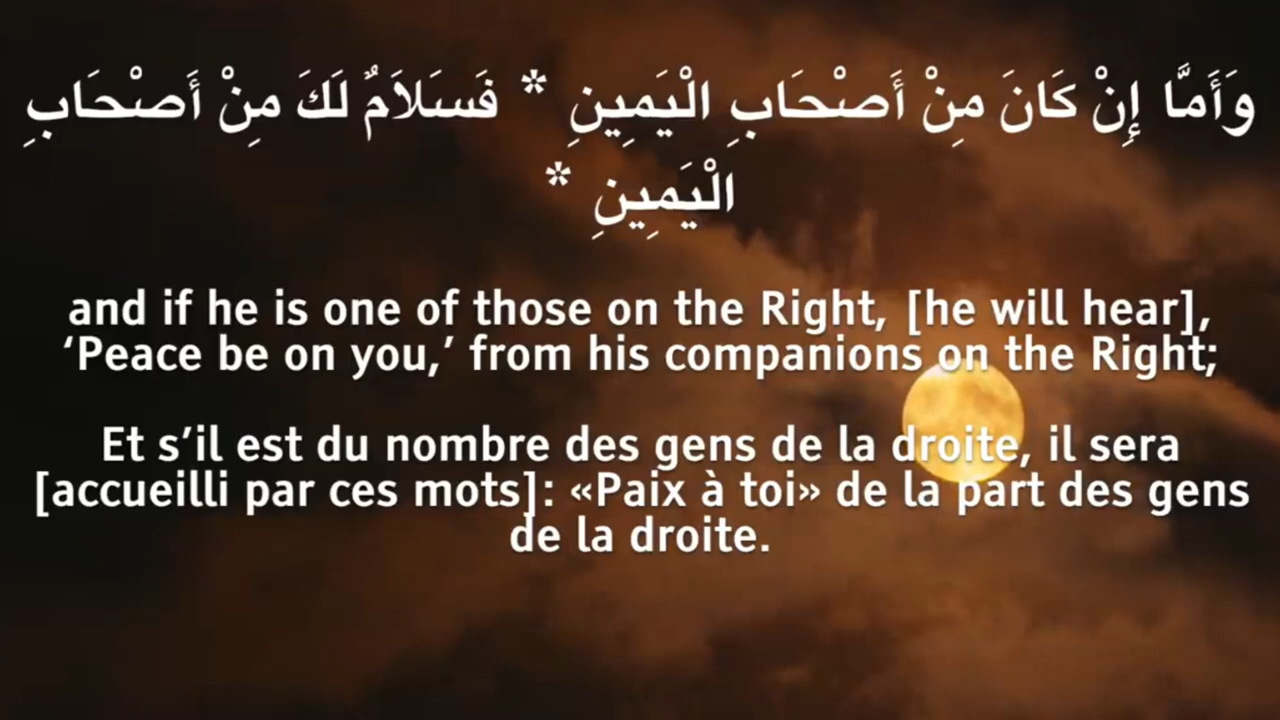 وَأَمَّا إِنْ كَانَ مِنْ أَصْحَابِ الْيَمِينِ * فَسَلاَمٌ لَكَ مِنْ أَصْحَابِ
الْيَمِينِ *
and if he is one of those on the Right, [he will hear],
‘Peace be on you,’ from his companions on the Right;
Et s’il est du nombre des gens de la droite, il sera
[accueilli par ces mots]: «Paix à toi» de la part des gens
de la droite.